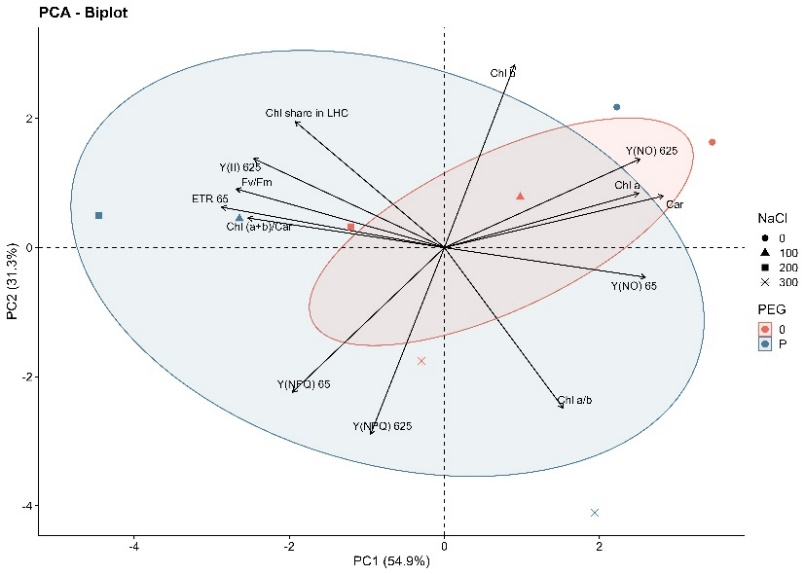 PCA - Biplot
Chl b
Chl share in LHC
Y(II) 625
Y(NO) 625
Fv/Fm
Chl a
ETR 65
Car
Chl (a+b)/Car
Y(NO) 65
Y(NPQ) 65
Chl a/b
Y(NPQ) 625
2
0
-2
-4
PC2 (31.3%)
-4
-2
0
2
PC1 (54.9%)
NaCl
0
100
200
300
PEG
0
P